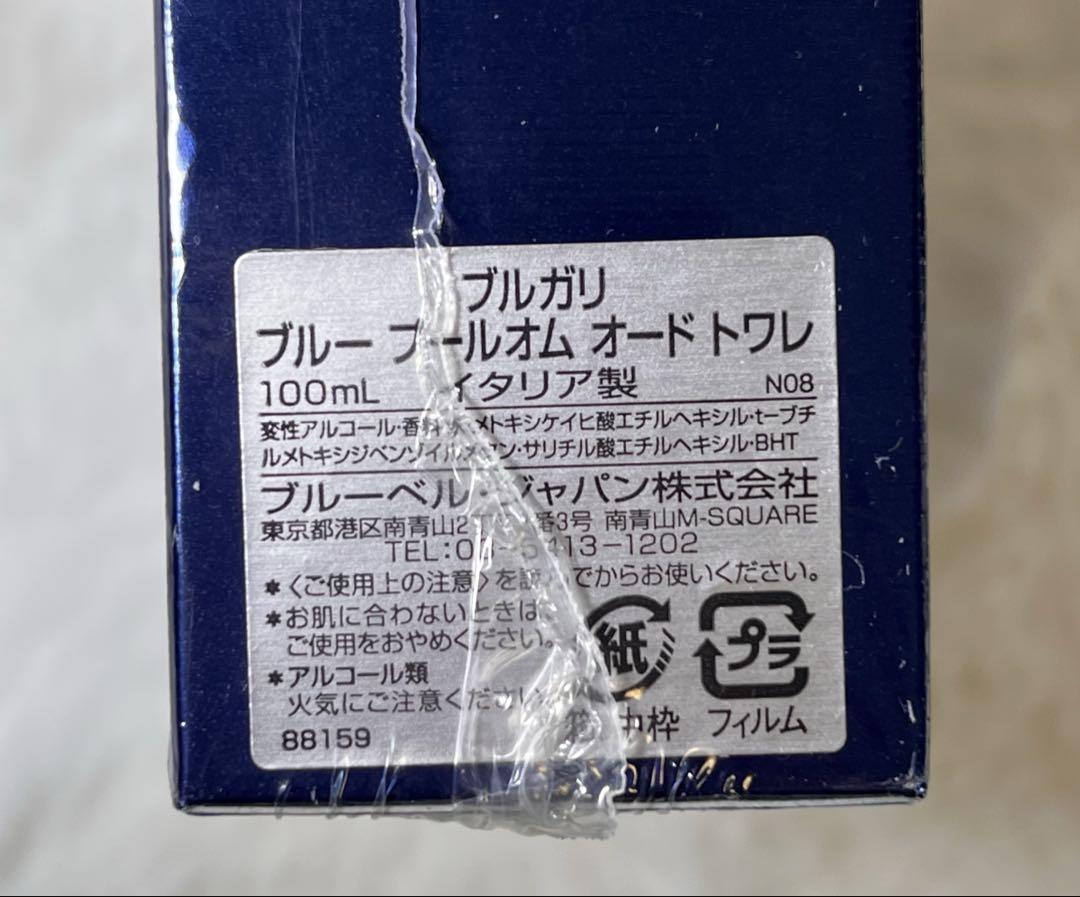 ブルガリ
ブルー プールオム オード トワレ
100mL イタリア製 N08
変性アルコール・香料・水・メトキシケイヒ酸エチルヘキシル・t-ブチ
ルメトキシジベンゾイルメタン・サリチル酸エチルヘキシル・BHT
ブルーベル・ジャパン株式会社
東京都港区南青山2丁 番3号 南青山M-SQUARE
TEL:03-5413-1202
*〈ご使用上の注意〉を読んでからお使いください。
*お肌に合わないときは、
ご使用をおやめください。
*アルコール類
火気にご注意ください。
88159
紙
プラ
箱・中枠
フィルム